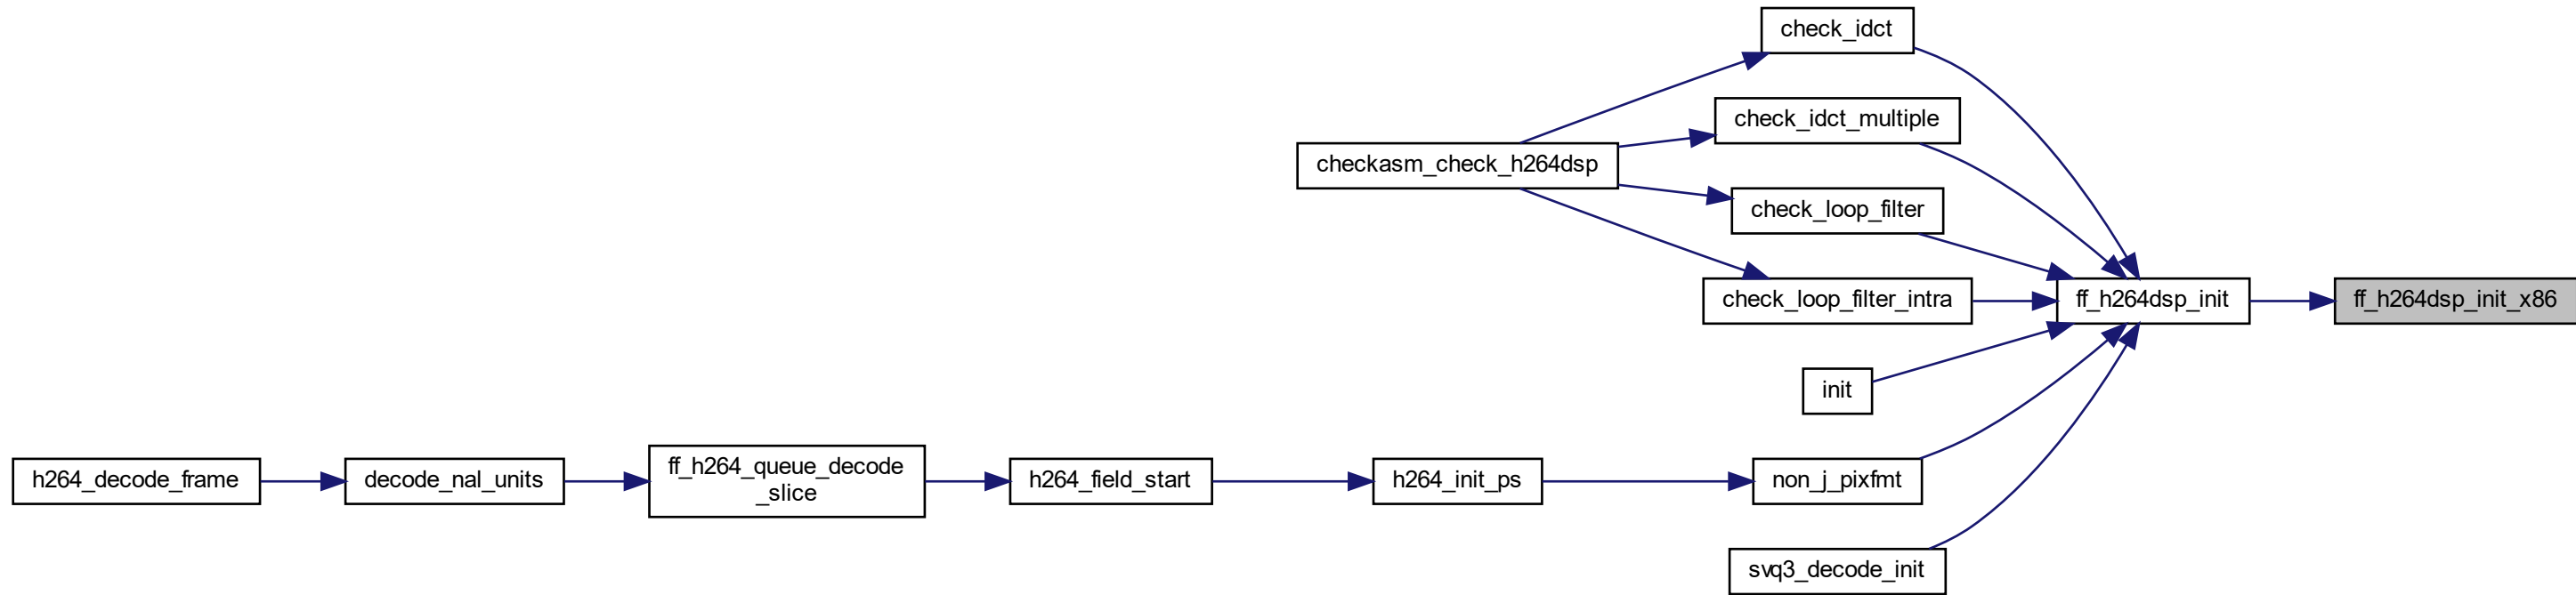 check_idct
check_idct_multiple
checkasm_check_h264dsp
check_loop_filter
check_loop_filter_intra
ff_h264dsp_init
ff_h264dsp_init_x86
init
h264_decode_frame
decode_nal_units
ff_h264_queue_decode
_slice
h264_field_start
h264_init_ps
non_j_pixfmt
svq3_decode_init